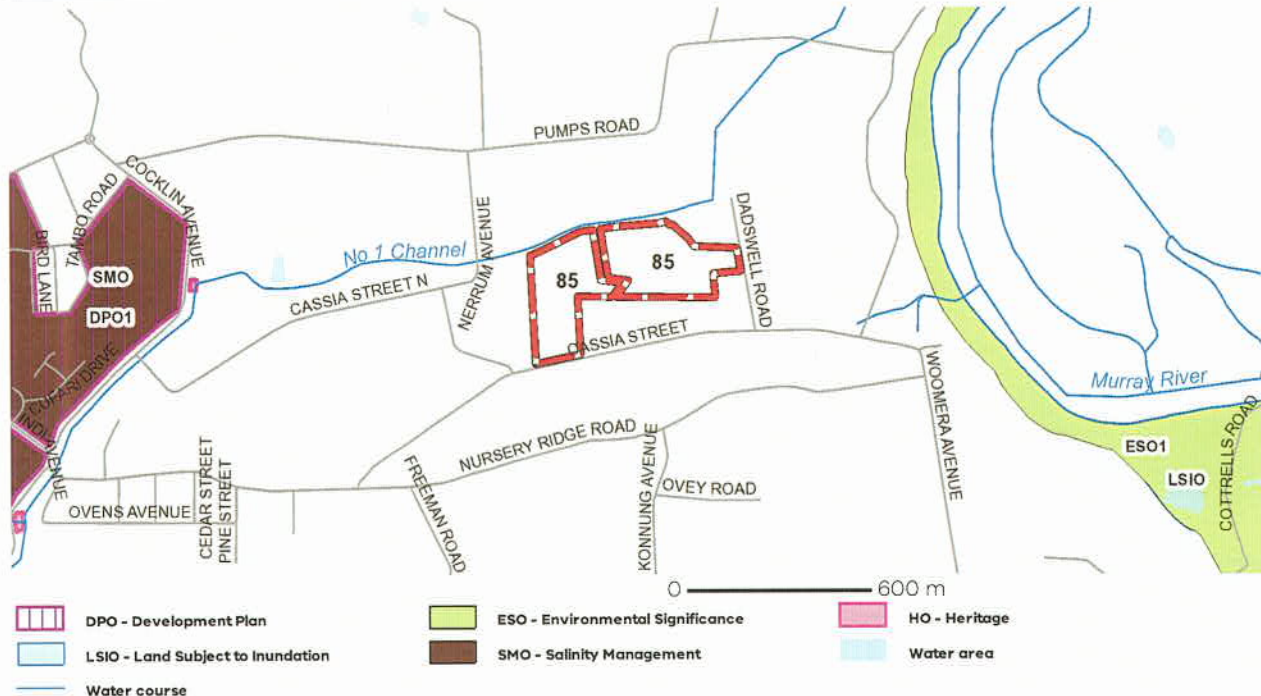 PUMPS ROAD
COCKLIN AVENUE
TAMBO ROAD
BIRD LANE
SMO
DPO1
No 1 Channel
NERRUM AVENUE
CASSIA STREET N
DADSWELL ROAD
85
85
CASSIA STREET
CUFARI DRIVE
INDI AVENUE
Murray River
WOOMERA AVENUE
NURSERY RIDGE ROAD
FREEMAN ROAD
KONNUNG AVENUE
OVEY ROAD
OVENS AVENUE
CEDAR STREET
PINE STREET
ESO1
LSIO
COTTRELLS ROAD
0 600 m
DPO - Development Plan
ESO - Environmental Significance
HO - Heritage
LSIO - Land Subject to Inundation
SMO - Salinity Management
Water area
Water course